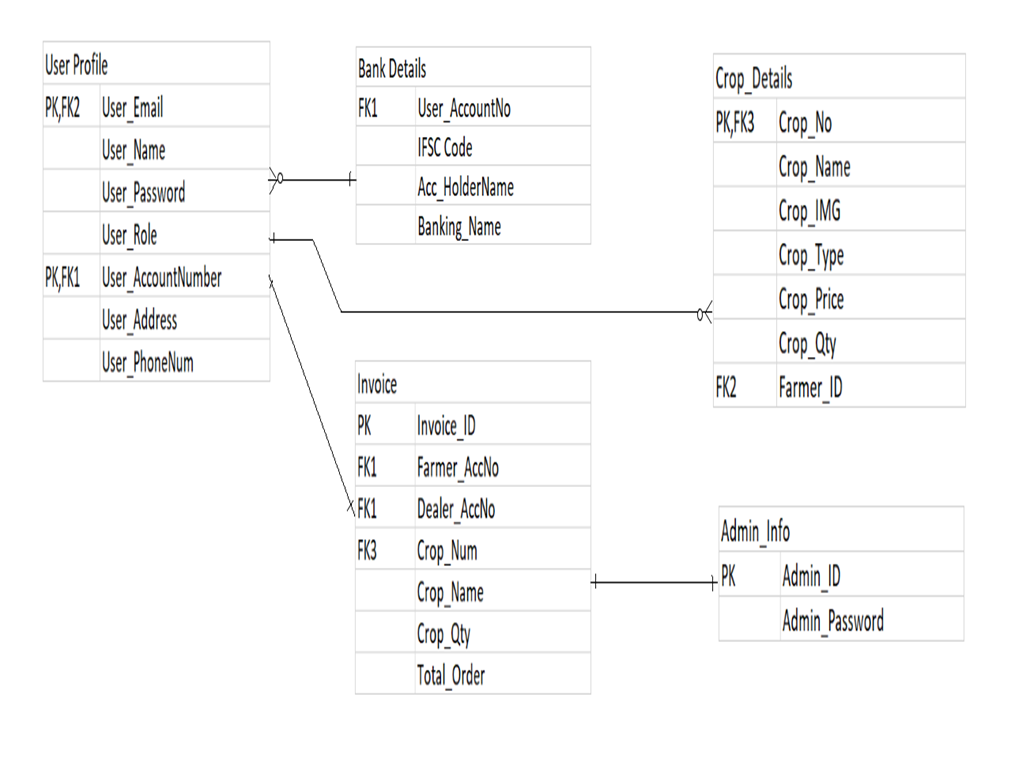 User Profile
PK,FK2 User_Email
User_Name
User_Password
User_Role
PK,FK1 User_AccountNumber
User_Address
User_PhoneNum
Bank Details
FK1 User_AccountNo
IFSC Code
Acc_HolderName
Banking_Name
Crop_Details
PK,FK3 Crop_No
Crop_Name
Crop_IMG
Crop_Type
Crop_Price
Crop_Qty
FK2 Farmer_ID
Invoice
PK Invoice_ID
FK1 Farmer_AccNo
FK1 Dealer_AccNo
FK3 Crop_Num
Crop_Name
Crop_Qty
Total_Order
Admin_Info
PK Admin_ID
Admin_Password